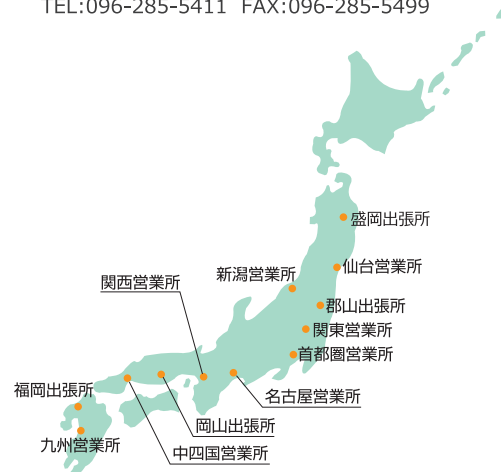 TEL:096-285-5411 FAX:096-285-5499
盛岡出張所
仙台営業所
新潟営業所
関西営業所
郡山出張所
関東営業所
首都圏営業所
福岡出張所
名古屋営業所
岡山出張所
九州営業所
中四国営業所